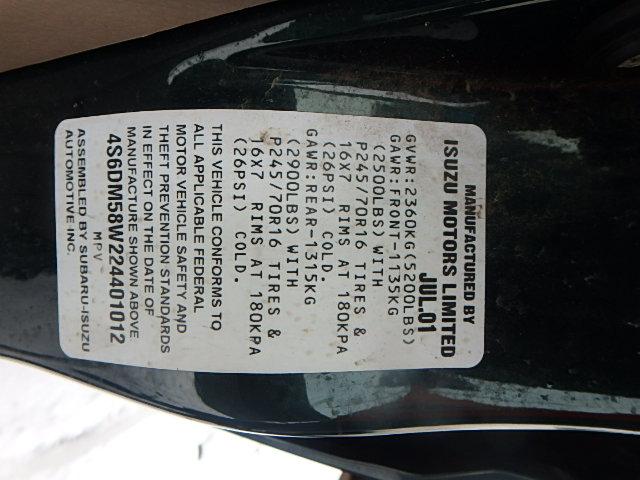 MANUFACTURED BY
ISUZU MOTORS LIMITED
JUL.01
GVWR:2360KG(5200LBS)
GAWR:FRONT-1135KG
(2500LBS) WITH
P245/70R16 TIRES &
16X7 RIMS AT 180KPA
(26PSI) COLD.
GAWR:REAR-1315KG
(2900LBS) WITH
P245/70R16 TIRES &
16X7 RIMS AT 180KPA
(26PSI) COLD.
THIS VEHICLE CONFORMS TO
ALL APPLICABLE FEDERAL
MOTOR VEHICLE SAFETY AND
THEFT PREVENTION STANDARDS
IN EFFECT ON THE DATE OF
MANUFACTURE SHOWN ABOVE
4S6DM58W224401012
MPV
ASSEMBLED BY SUBARU-ISUZU
AUTOMOTIVE INC.